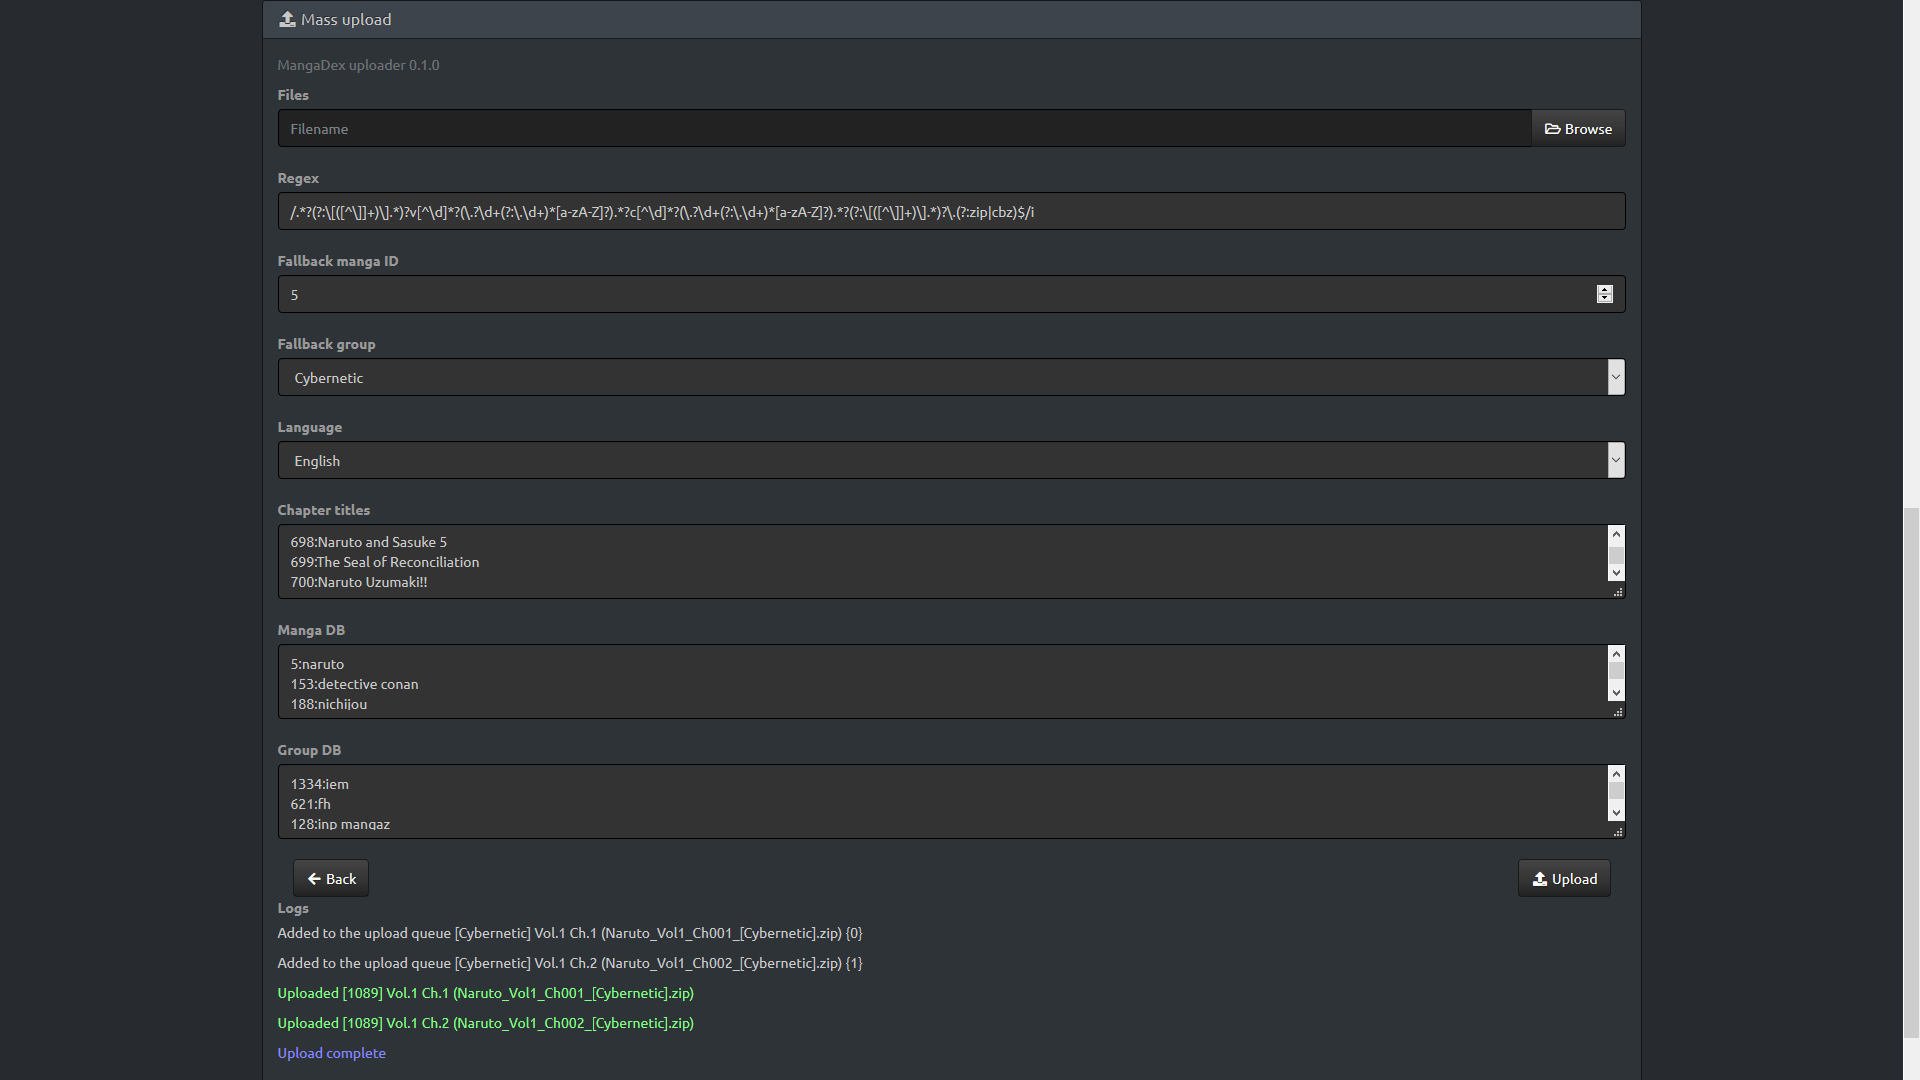 Mass upload
MangaDex uploader 0.1.0
Files
Filename
Browse
Regex
/.*?(?:\[([^\]]+)\].*)?v[^\d]*?(\.?\d+(?:\.\d+)*[a-zA-Z]?).*?c[^\d]*?(\.?\d+(?:\.\d+)*[a-zA-Z]?).*?(?:\[([^\]]+)\].*)?\.(?:zip|cbz)$/i
Fallback manga ID
5
Fallback group
Cybernetic
Language
English
Chapter titles
698:Naruto and Sasuke 5
699:The Seal of Reconciliation
700:Naruto Uzumaki!!
Manga DB
5:naruto
153:detective conan
188:nichijou
Group DB
1334:iem
621:fh
128:inp mangaz
Back
Upload
Logs
Added to the upload queue [Cybernetic] Vol.1 Ch.1 (Naruto_Vol1_Ch001_[Cybernetic].zip) {0}
Added to the upload queue [Cybernetic] Vol.1 Ch.2 (Naruto_Vol1_Ch002_[Cybernetic].zip) {1}
Uploaded [1089] Vol.1 Ch.1 (Naruto_Vol1_Ch001_[Cybernetic].zip)
Uploaded [1089] Vol.1 Ch.2 (Naruto_Vol1_Ch002_[Cybernetic].zip)
Upload complete